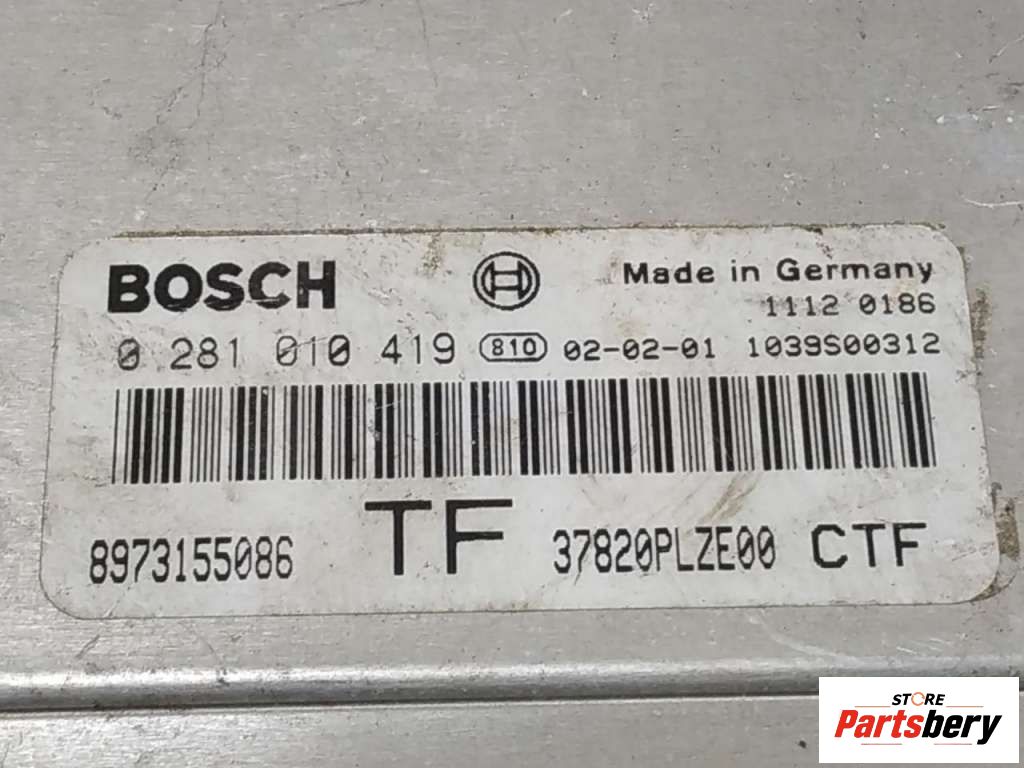 BOSCH Made in Germany
1112 0186
0 281 010 419 810 02-02-01 1039S00312
8973155086 TF 37820PLZE00 CTF
STORE
Partsbery